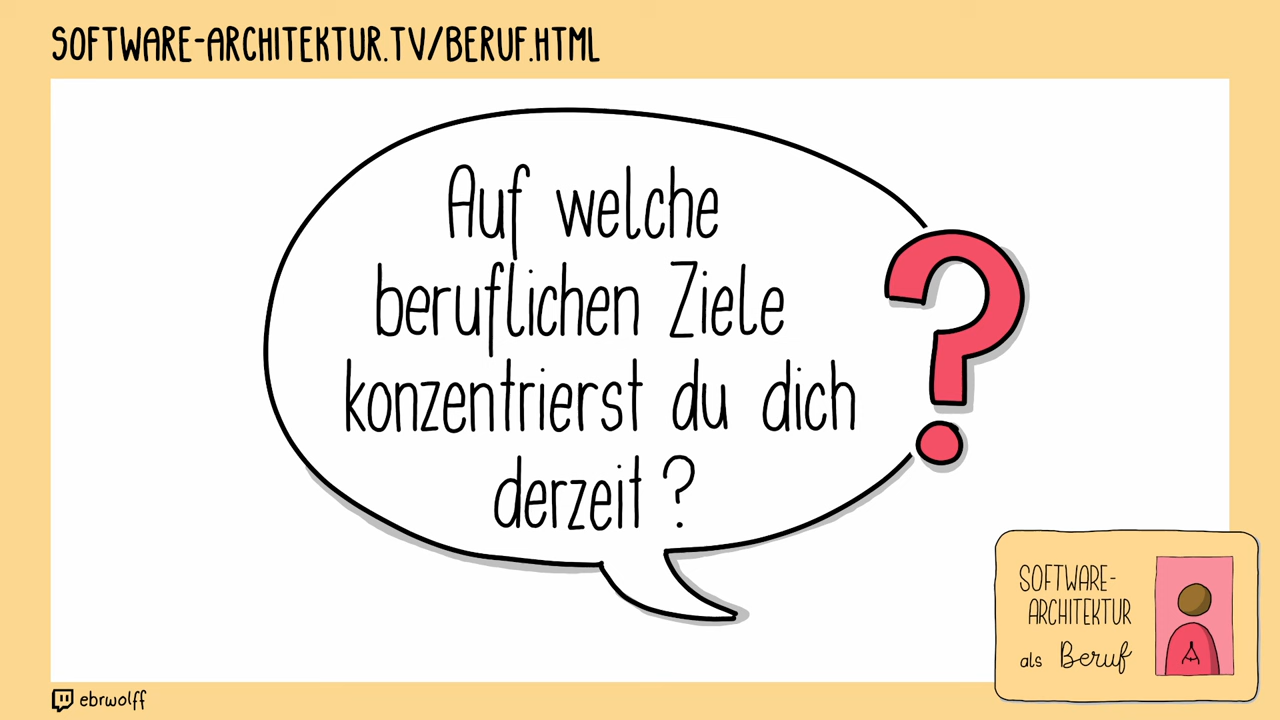 SOFTWARE-ARCHITEKTUR.TV/BERUF.HTML
Auf welche
beruflichen Ziele
konzentrierst du dich
derzeit ?
SOFTWARE-
ARCHITEKTUR
als Beruf
ebrwolff